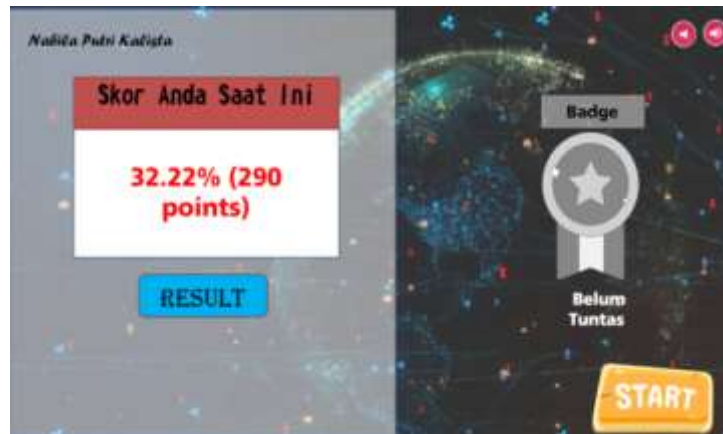 Nabila Putri Kalista
Skor Anda Saat Ini
32.22% (290
points)
RESULT
Badge
Belum
Tuntas
START